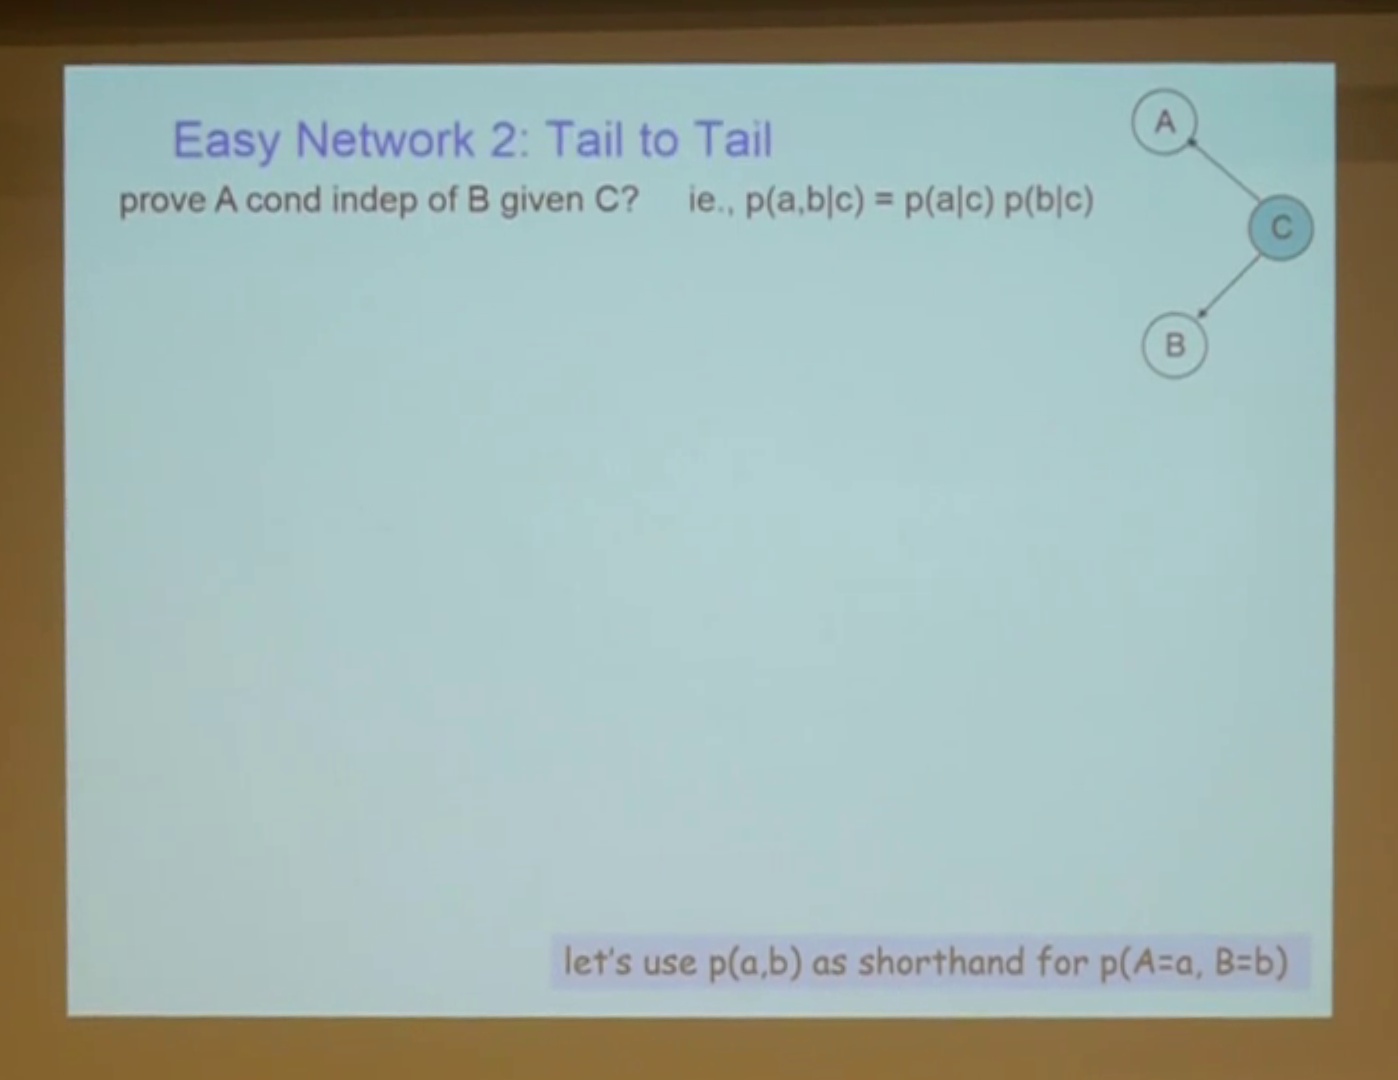 Easy Network 2: Tail to Tail
prove A cond indep of B given C? ie., p(a,b|c) = p(a|c) p(b|c)
A
C
B
let's use p(a,b) as shorthand for p(A=a, B=b)